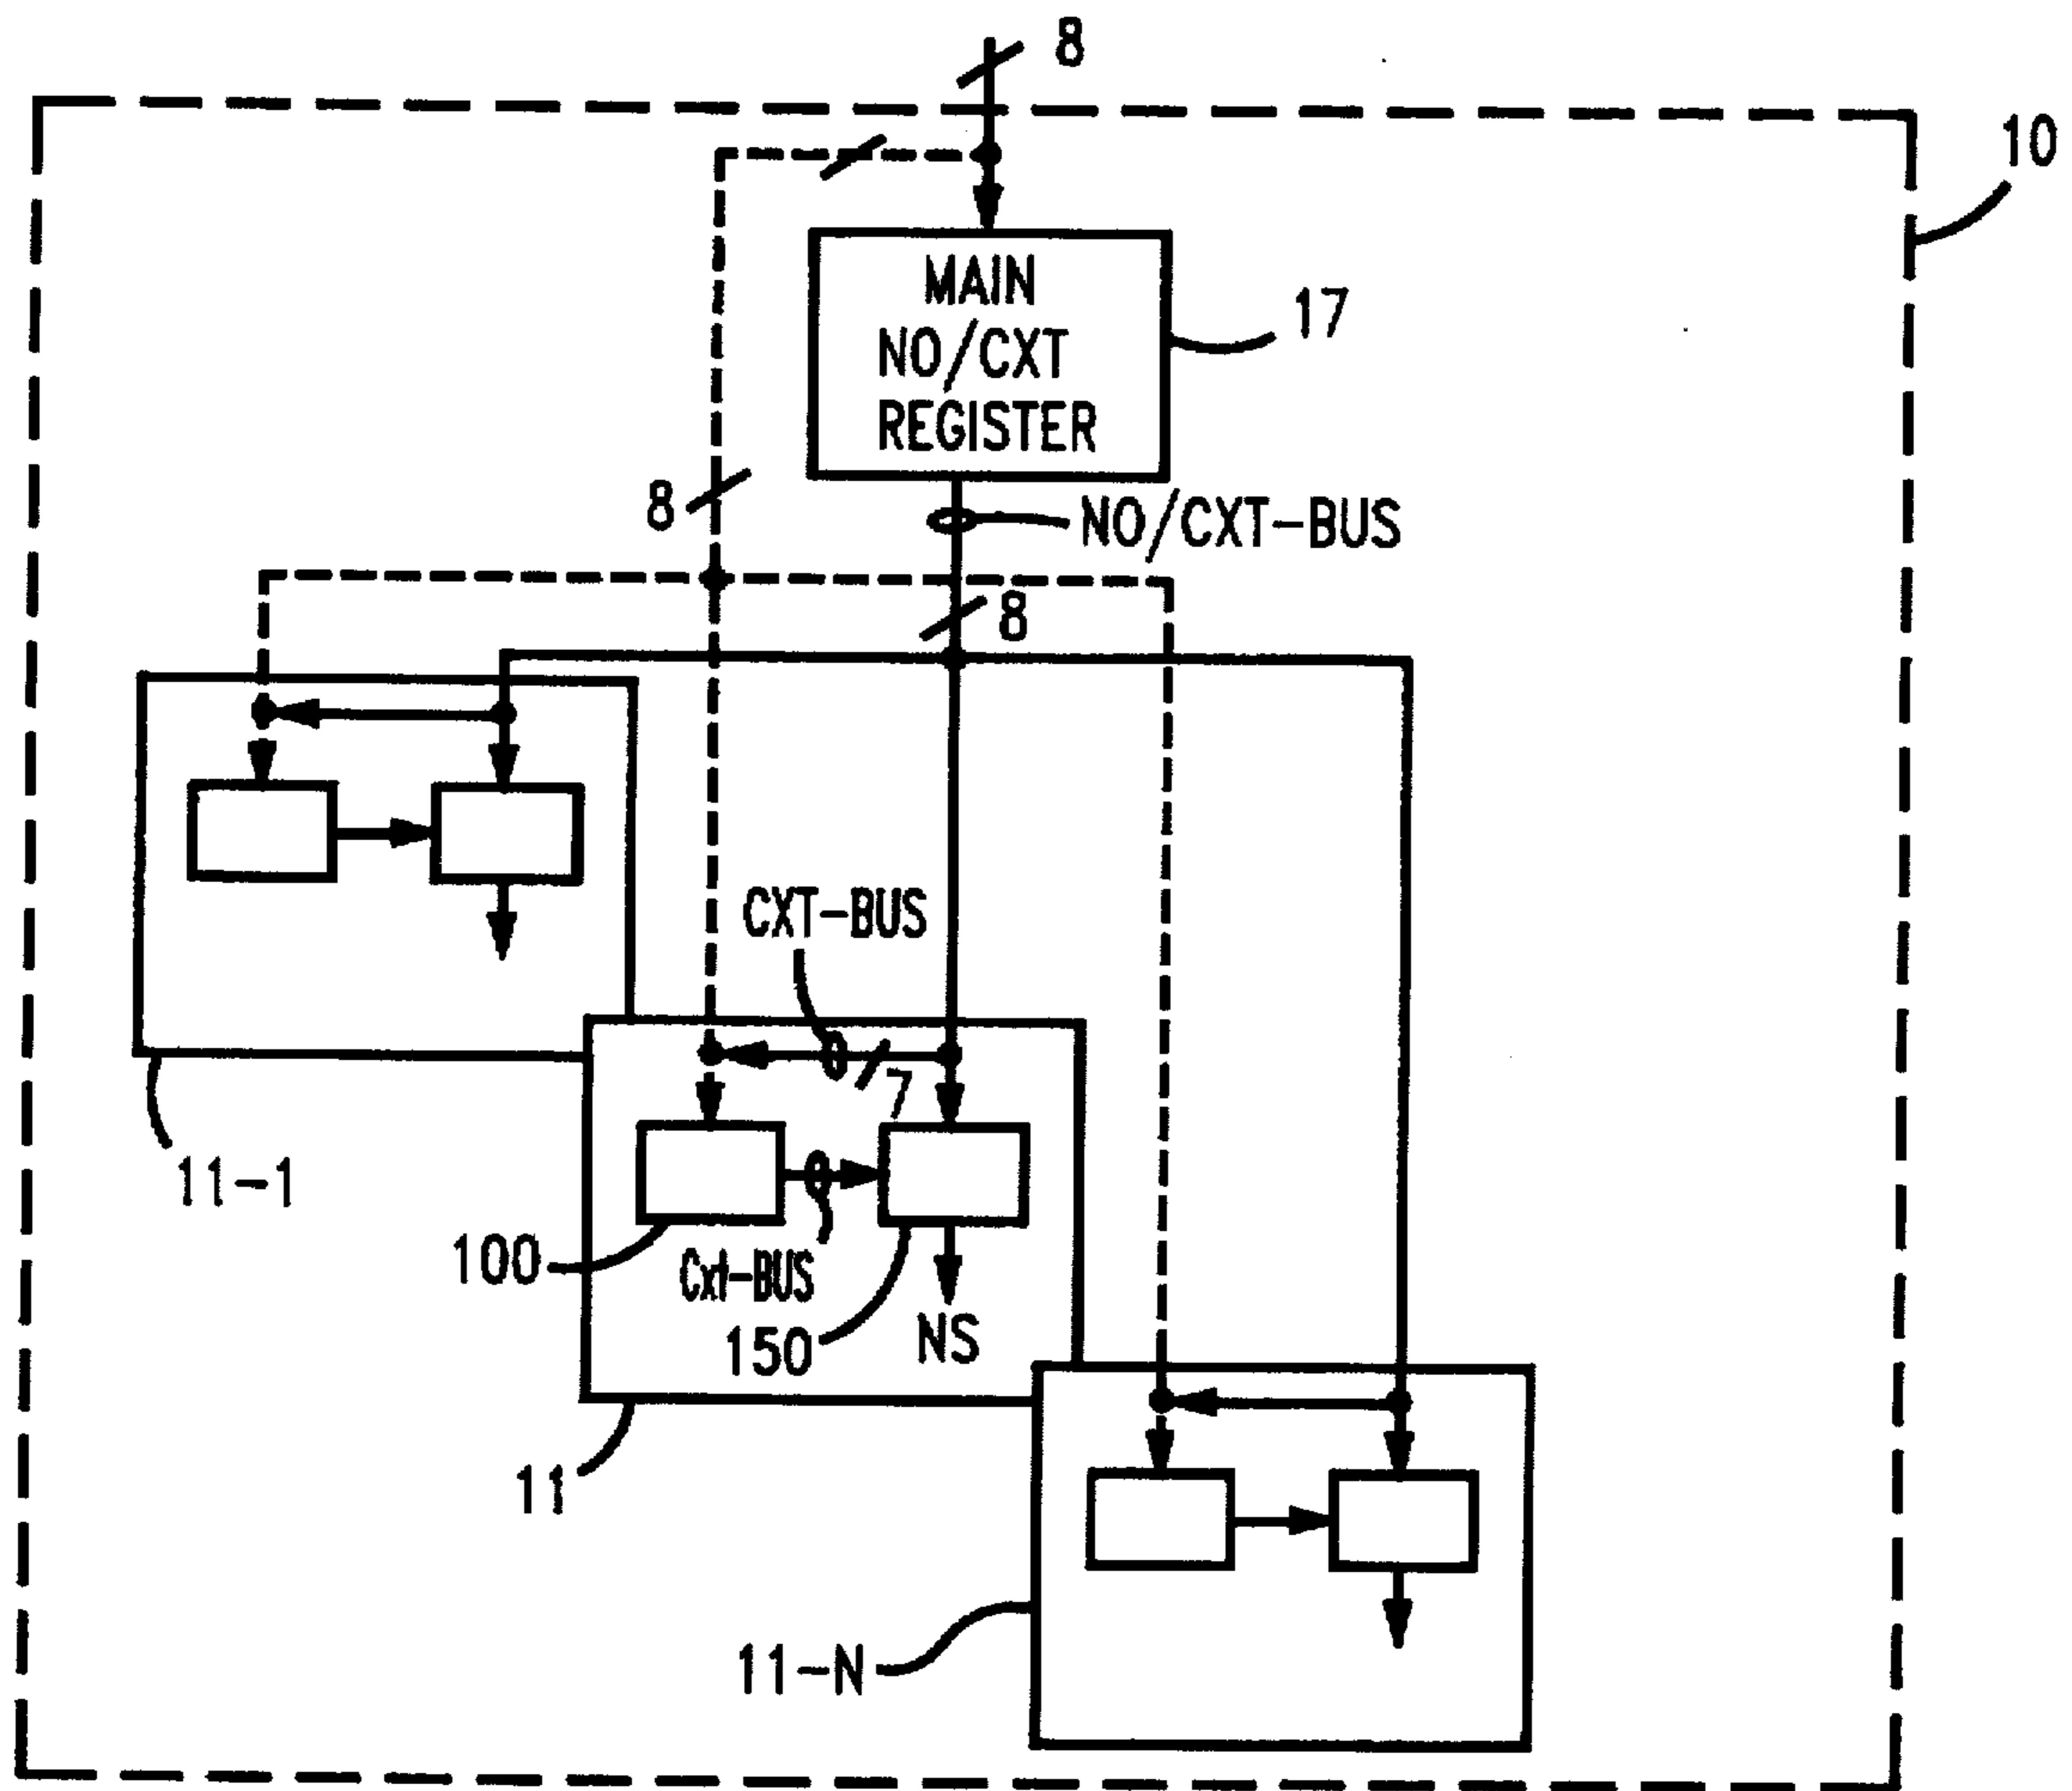 8
10
MAIN
NO/CXT
REGISTER
17
8
NO/CXT-BUS
8
CXT-BUS
7
11-1
100
Cxt-BUS
150
NS
11
11-N